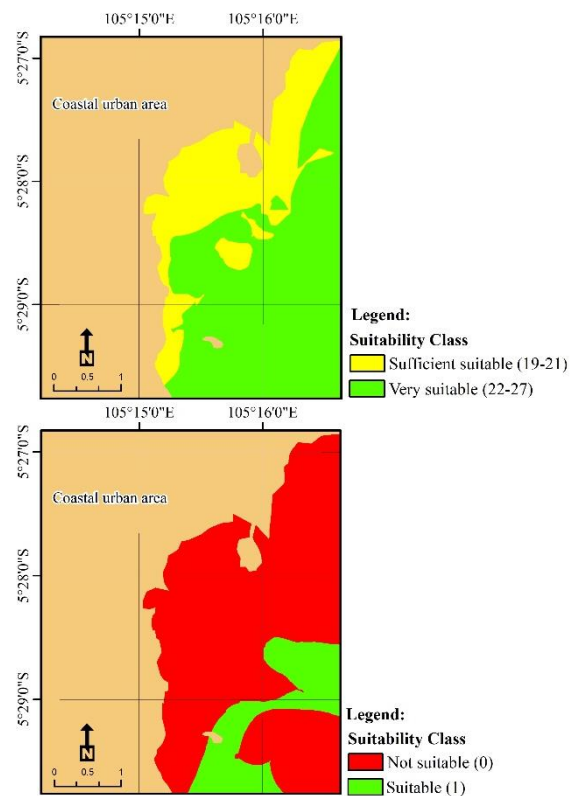 105°15'0"E 105°16'0"E
5°27'0"S
Coastal urban area
5°28'0"S
5°29'0"S
N
0.5 0 1
105°15'0"E 105°16'0"E
Legend:
Suitability Class
Sufficient suitable (19-21)
Very suitable (22-27)
5°27'0"S
Coastal urban area
5°28'0"S
5°29'0"S
N
0.5 0 1
Legend:
Suitability Class
Not suitable (0)
Suitable (1)